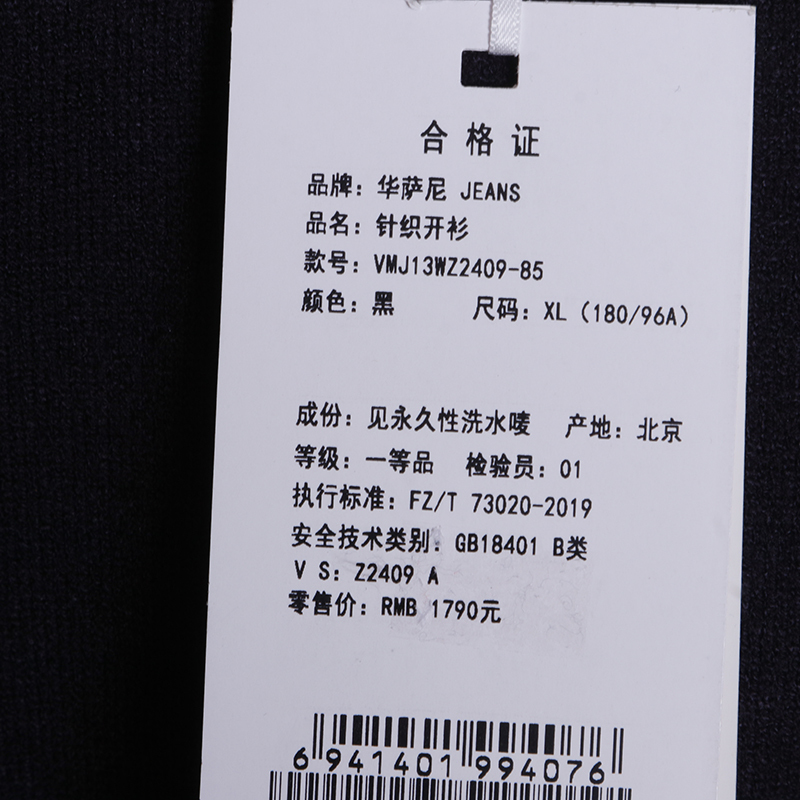 合格证
品牌：华萨尼 JEANS
品名：针织开衫
款号：VMJ13WZ2409-85
颜色：黑 尺码：XL（180/96A）
成份：见永久性洗水唛 产地：北京
等级：一等品 检验员：01
执行标准：FZ/T 73020-2019
安全技术类别：GB18401 B类
V S：Z2409 A
零售价：RMB 1790元
6 941401 994076